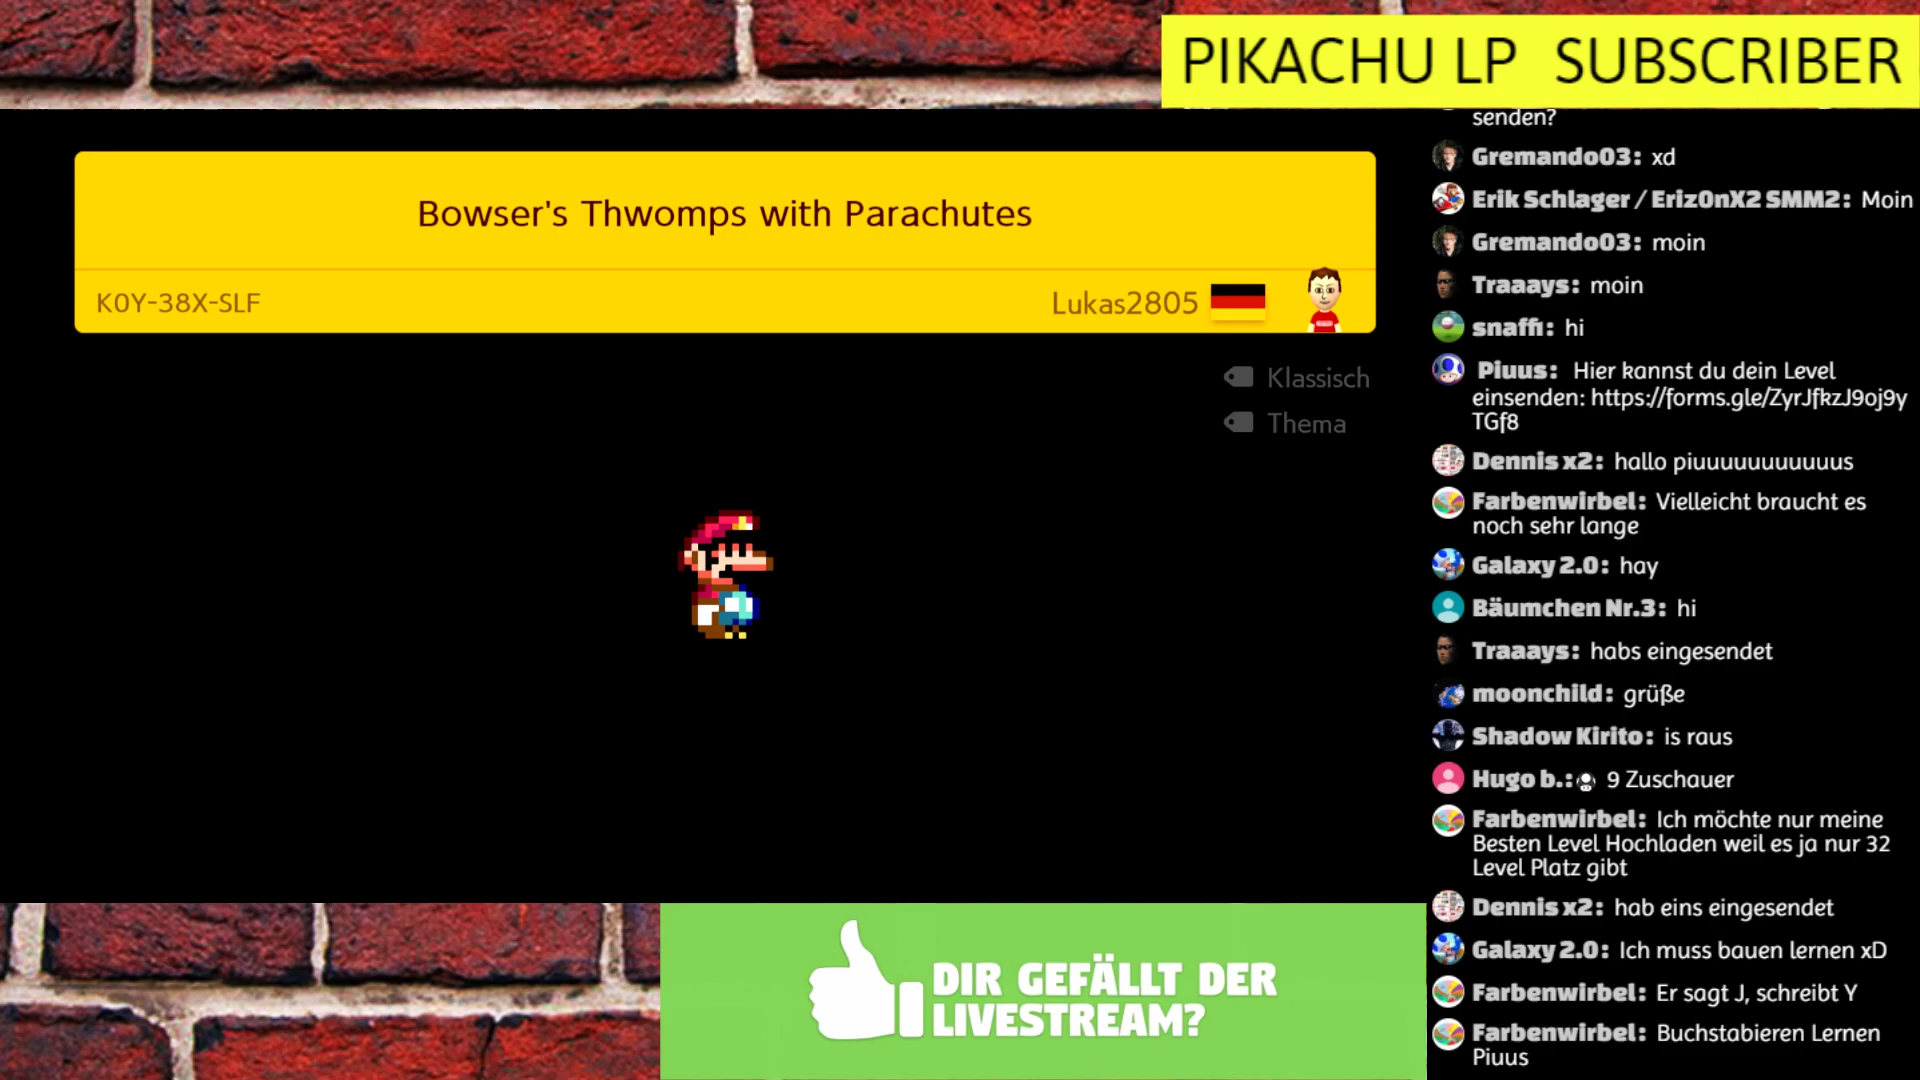 PIKACHU LP SUBSCRIBER
Bowser's Thwomps with Parachutes
K0Y-38X-SLF
Lukas2805
Klassisch
Thema
senden?
Gremando03: xd
Erik Schlager / Eriz0nX2 SMM2: Moin
Gremando03: moin
Traaays: moin
snaffi: hi
Piuus: Hier kannst du dein Level
einsenden: https://forms.gle/ZyrJfkzJ9oj9y
TGf8
Dennis x2: hallo piuuuuuuuuuuus
Farbenwirbel: Vielleicht braucht es
noch sehr lange
Galaxy 2.0: hay
Bäumchen Nr.3: hi
Traaays: habs eingesendet
moonchild: grüße
Shadow Kirito: is raus
Hugo b.: 9 Zuschauer
Farbenwirbel: Ich möchte nur meine
Besten Level Hochladen weil es ja nur 32
Level Platz gibt
Dennis x2: hab eins eingesendet
Galaxy 2.0: Ich muss bauen lernen xD
Farbenwirbel: Er sagt J, schreibt Y
Farbenwirbel: Buchstabieren Lernen
Piuus
DIR GEFÄLLT DER
LIVESTREAM?